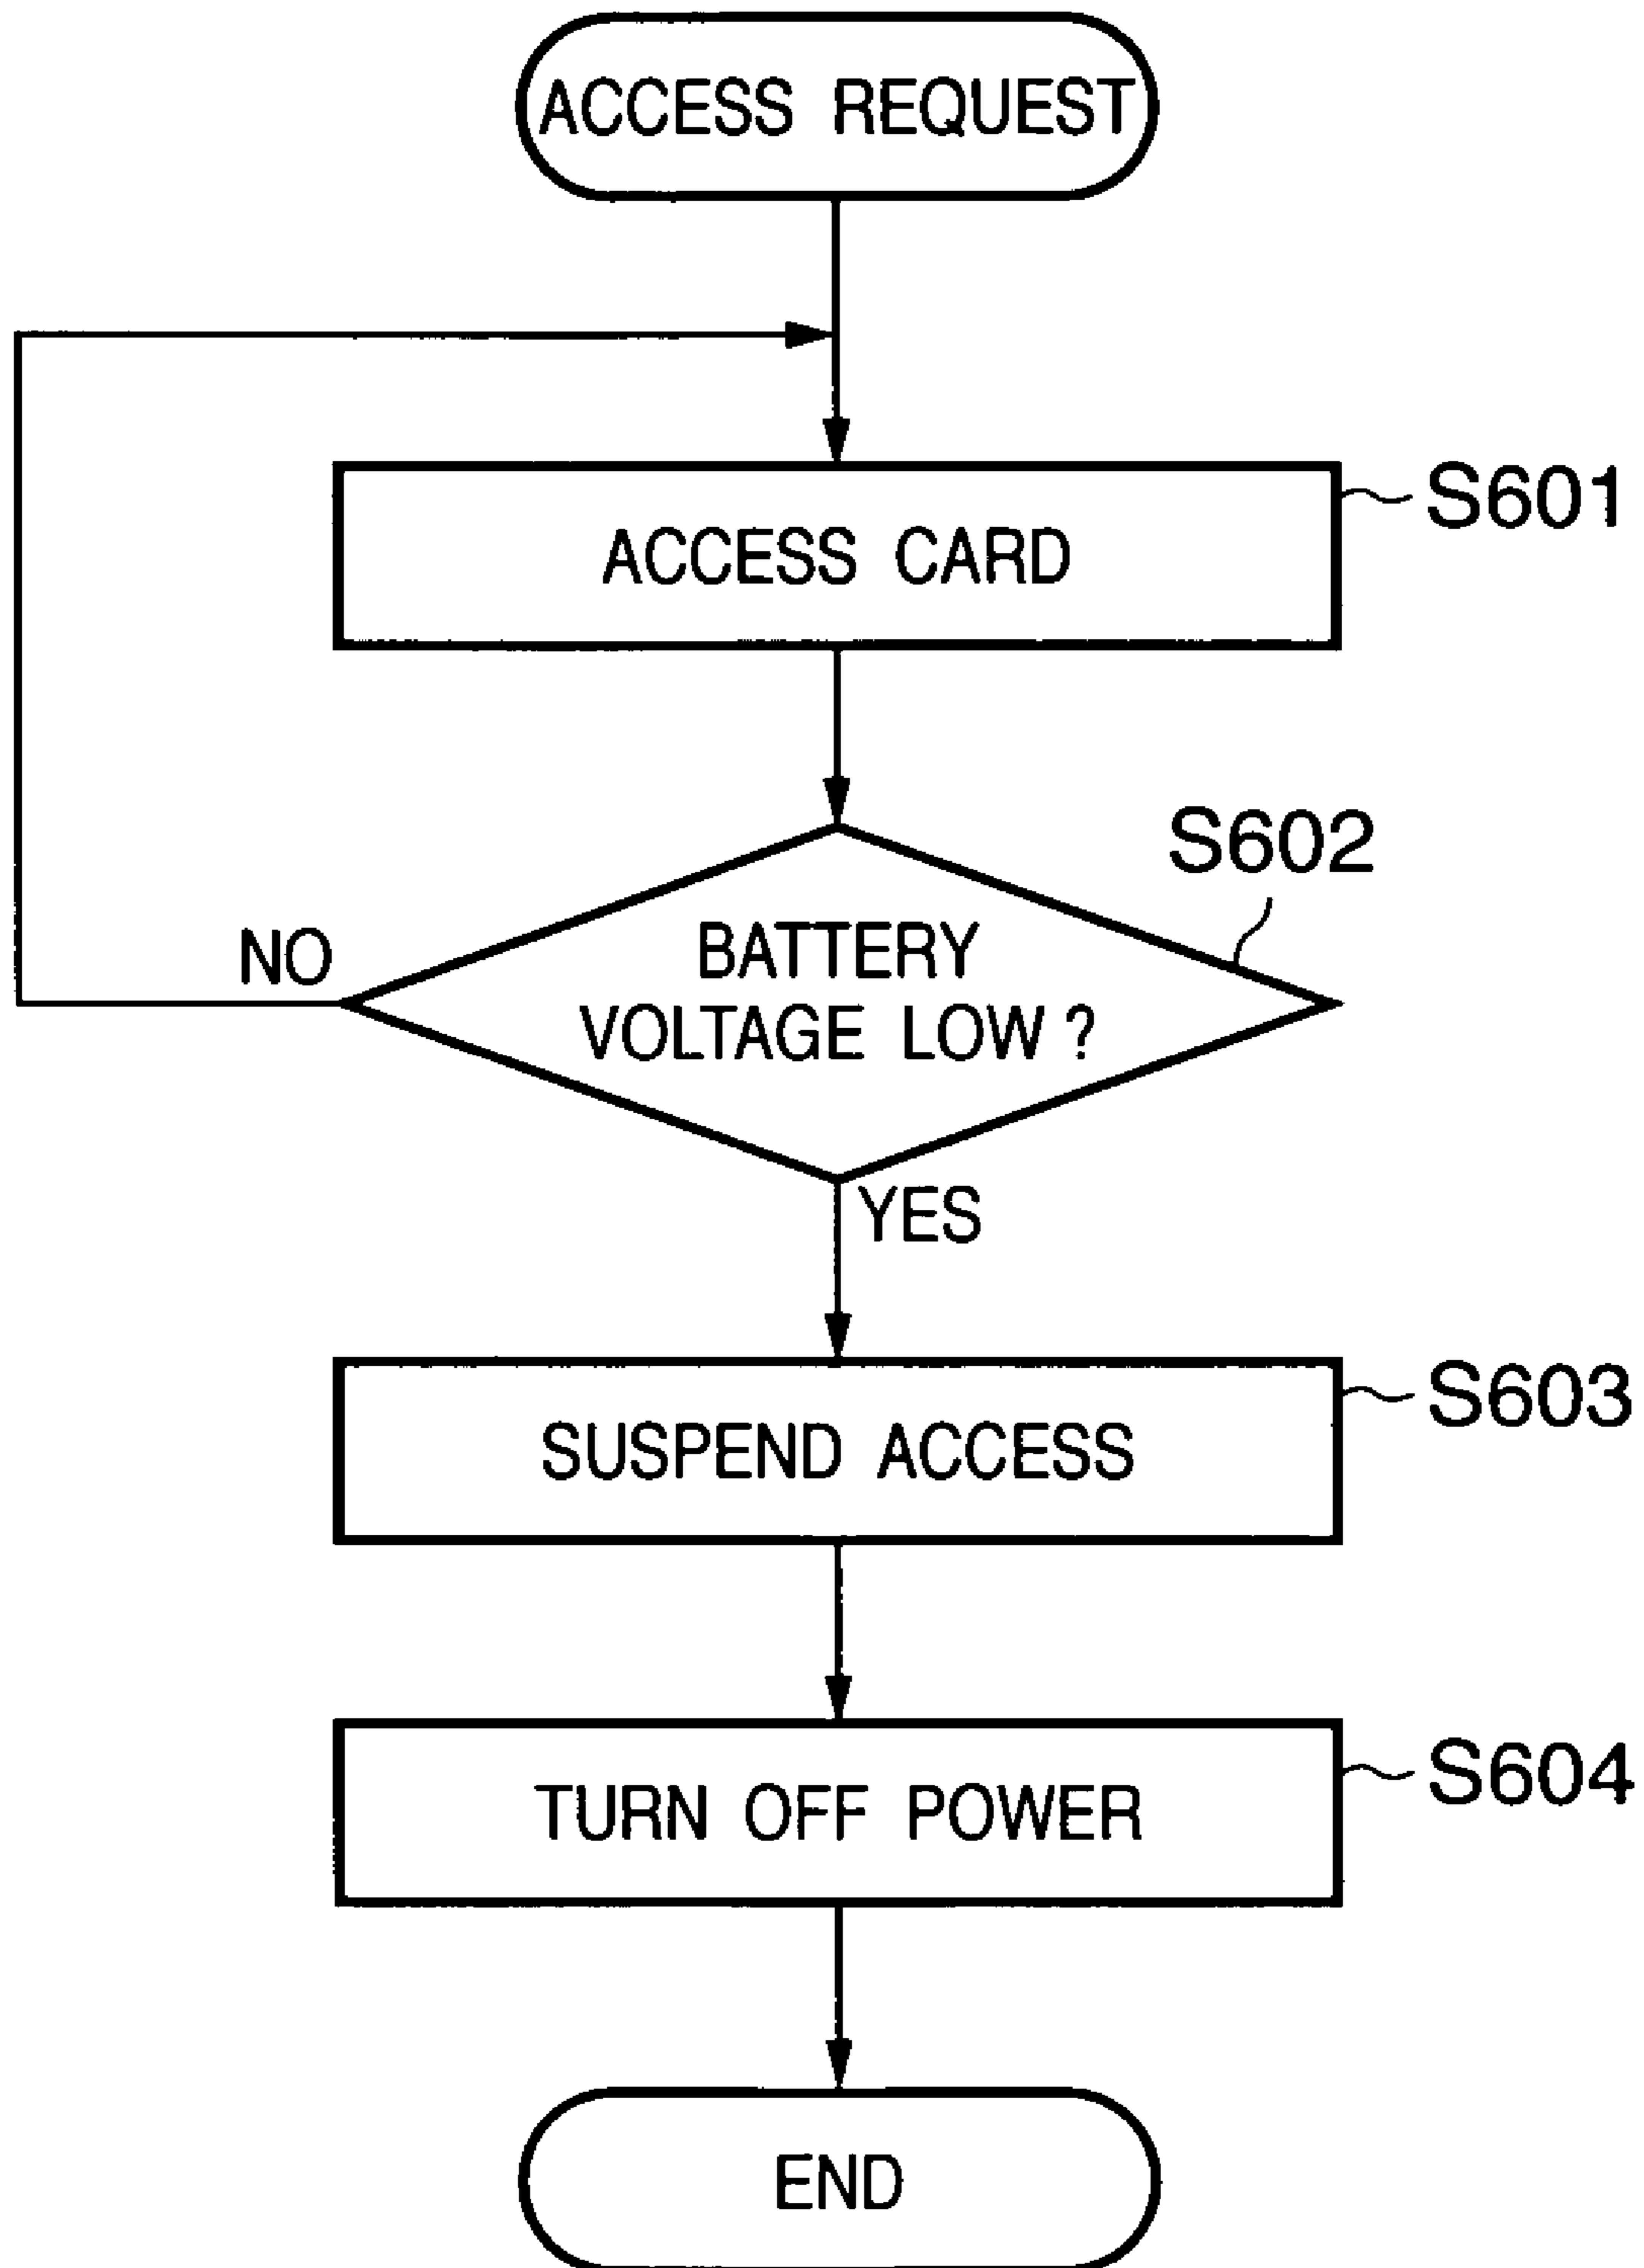 ACCESS REQUEST
S601
ACCESS CARD
S602
NO
BATTERY
VOLTAGE LOW ?
YES
S603
SUSPEND ACCESS
S604
TURN OFF POWER
END